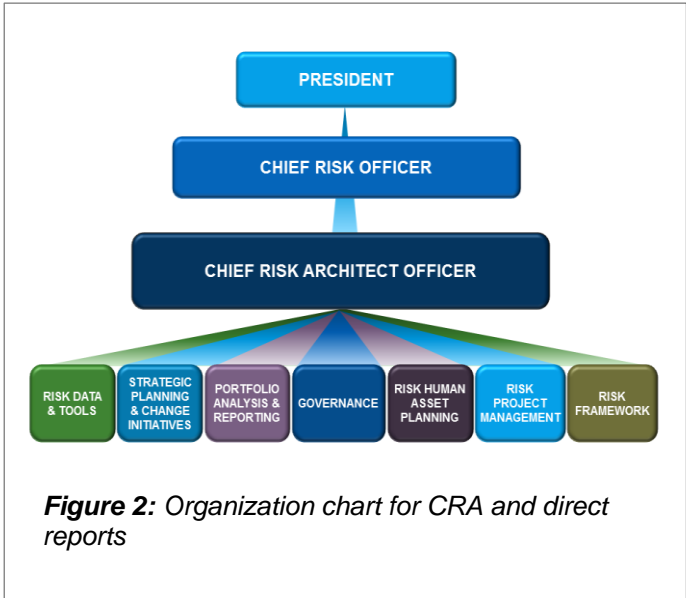 PRESIDENT
CHIEF RISK OFFICER
CHIEF RISK ARCHITECT OFFICER
RISK DATA
& TOOLS
STRATEGIC
PLANNING
& CHANGE
INITIATIVES
PORTFOLIO
ANALYSIS &
REPORTING
GOVERNANCE
RISK HUMAN
ASSET
PLANNING
RISK
PROJECT
MANAGEMENT
RISK
FRAMEWORK
Figure 2: Organization chart for CRA and direct
reports